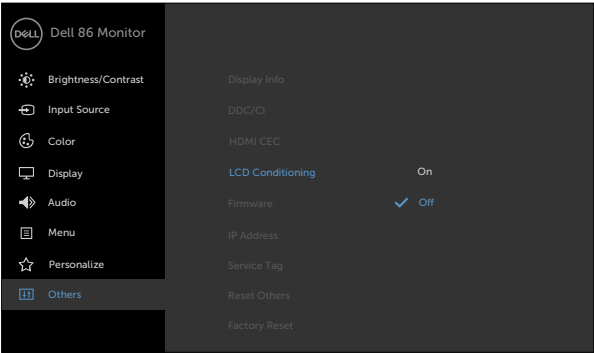 DELL
Dell 86 Monitor
Brightness/Contrast
Input Source
Color
Display
Audio
Menu
Personalize
Others
Display Info
DDC/CI
HDMI CEC
LCD Conditioning
On
Firmware
Off
IP Address
Service Tag
Reset Others
Factory Reset